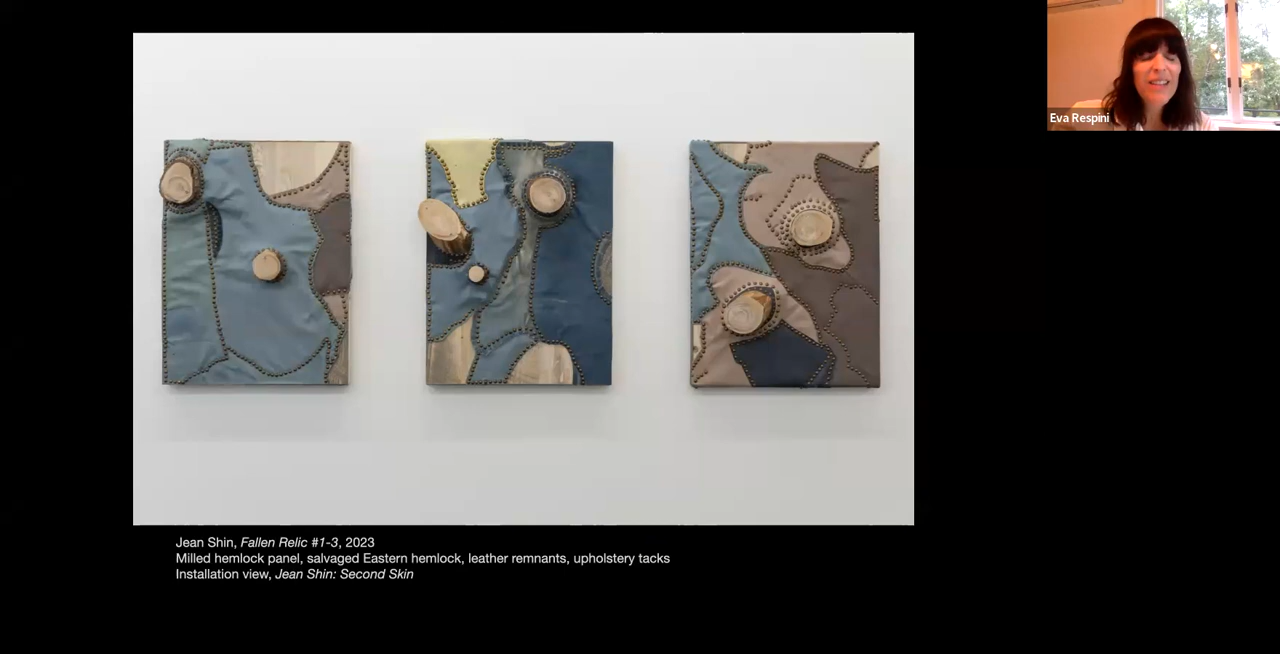 Eva Respini
Jean Shin, Fallen Relic #1-3, 2023
Milled hemlock panel, salvaged Eastern hemlock, leather remnants, upholstery tacks
Installation view, Jean Shin: Second Skin